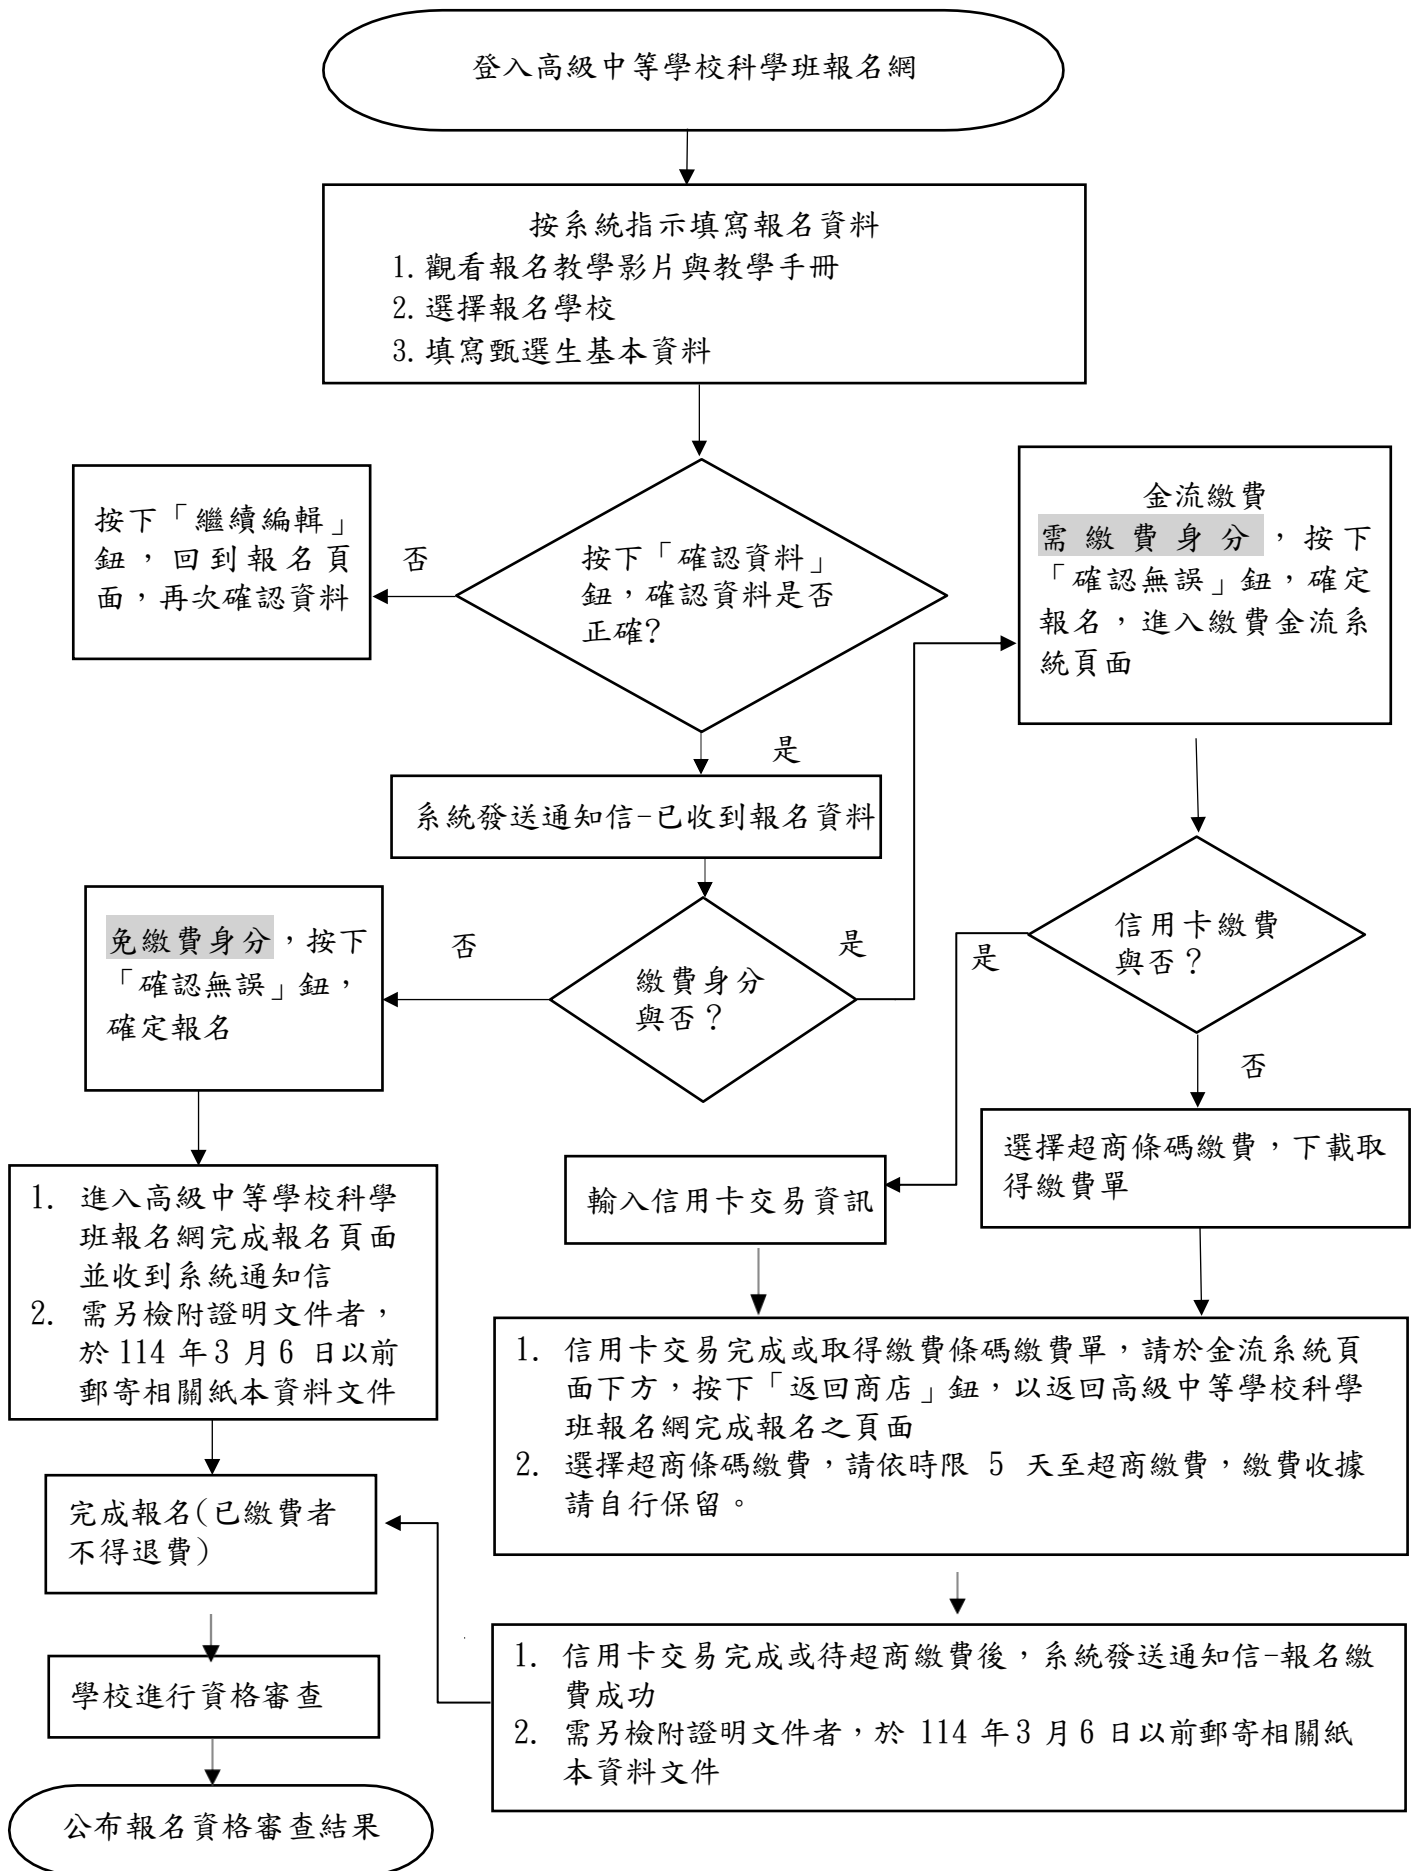 登入高級中等學校科學班報名網
按系統指示填寫報名資料
1.觀看報名教學影片與教學手冊
2.選擇報名學校
3.填寫甄選生基本資料
按下「繼續編輯」
鈕，回到報名頁
面，再次確認資料
否
按下「確認資料」
鈕，確認資料是否
正確?
是
金流繳費
需繳費身分，按下
「確認無誤」鈕，確定
報名，進入繳費金流系
統頁面
系統發送通知信-已收到報名資料
免繳費身分，按下
「確認無誤」鈕，
確定報名
否
繳費身分
與否？
是
是
信用卡繳費
與否？
否
選擇超商條碼繳費，下載取
得繳費單
輸入信用卡交易資訊
1. 進入高級中等學校科學
班報名網完成報名頁面
並收到系統通知信
2. 需另檢附證明文件者，
於 114 年 3 月 6 日以前
郵寄相關紙本資料文件
1. 信用卡交易完成或取得繳費條碼繳費單，請於金流系統頁
面下方，按下「返回商店」鈕，以返回高級中等學校科學
班報名網完成報名之頁面
2. 選擇超商條碼繳費，請依時限 5 天至超商繳費，繳費收據
請自行保留。
完成報名(已繳費者
不得退費)
1. 信用卡交易完成或待超商繳費後，系統發送通知信-報名繳
費成功
2. 需另檢附證明文件者，於 114 年 3 月 6 日以前郵寄相關紙
本資料文件
學校進行資格審查
公布報名資格審查結果